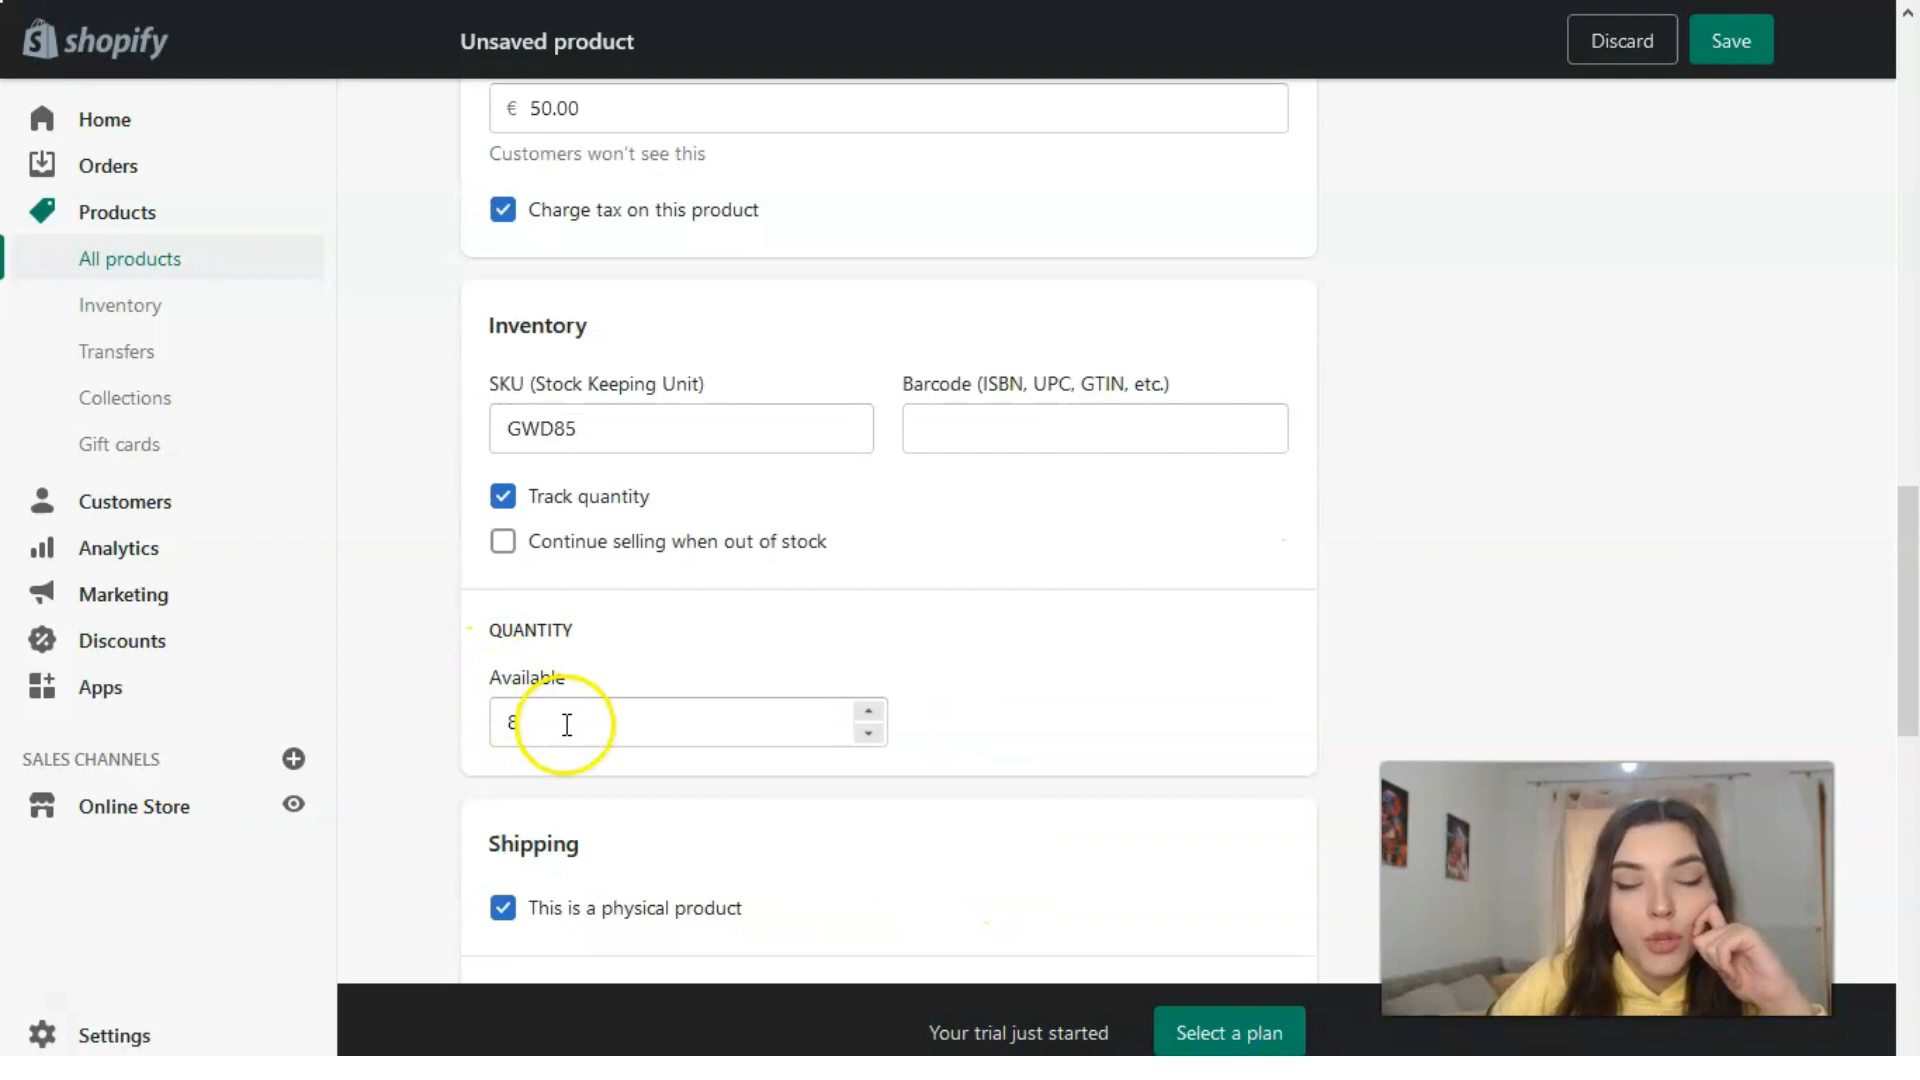 shopify
Unsaved product
Discard
Save
Home
Orders
Products
All products
Inventory
Transfers
Collections
Gift cards
Customers
Analytics
Marketing
Discounts
Apps
SALES CHANNELS
Online Store
Settings
€ 50.00
Customers won't see this
Charge tax on this product
Inventory
SKU (Stock Keeping Unit)
Barcode (ISBN, UPC, GTIN, etc.)
GWD85
Track quantity
Continue selling when out of stock
QUANTITY
Available
8
Shipping
This is a physical product
Your trial just started
Select a plan